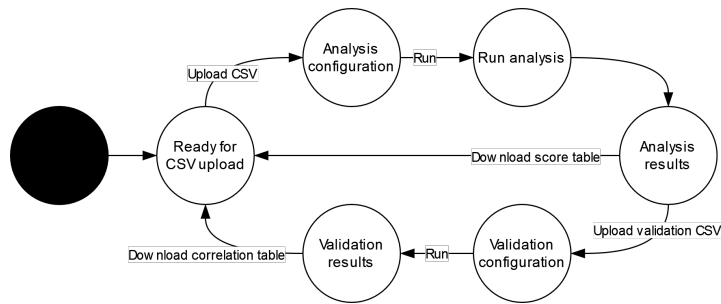 Analysis
configuration
Run
Run analysis
Upload CSV
Ready for
CSV upload
Dow nload score table
Analysis
results
Upload validation CSV
Dow nload correlation table
Validation
results
Run
Validation
configuration